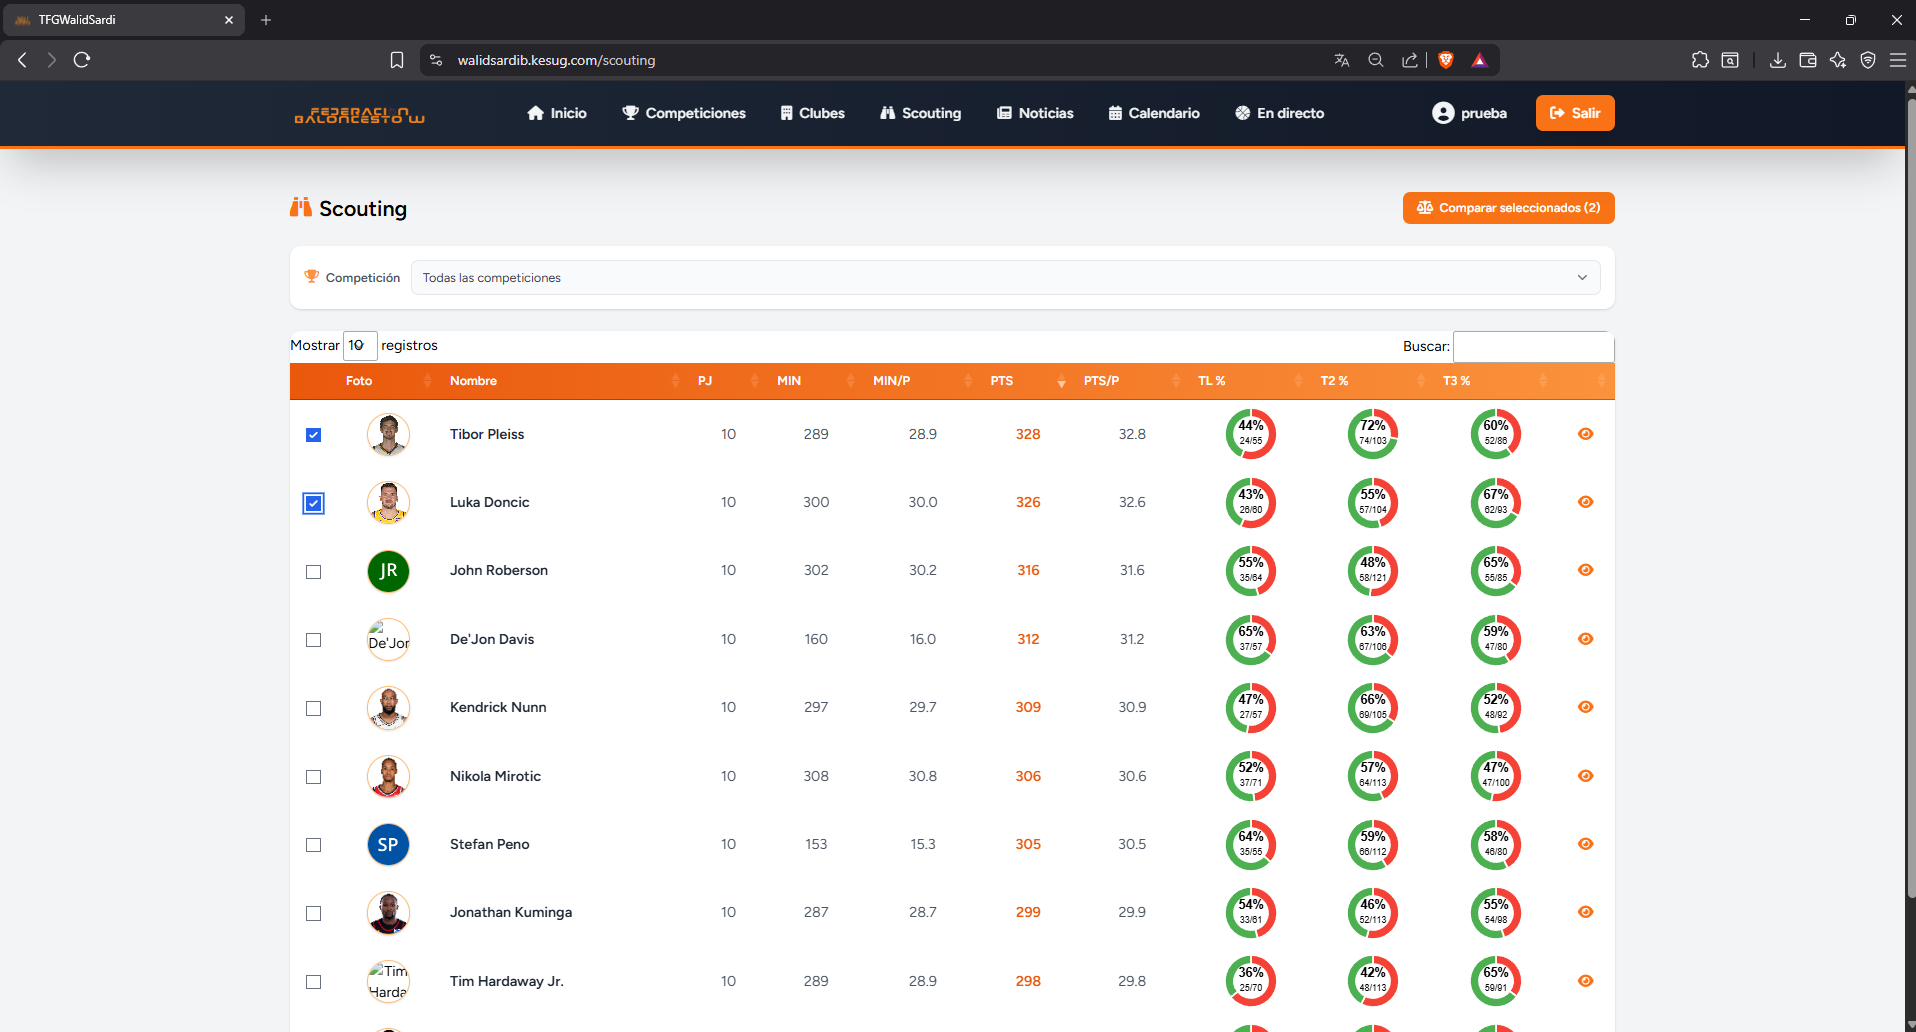 TFGWalidSardi
walidsardib.kesug.com/scouting
FEDERACION
BALONCESTO W
Inicio
Competiciones
Clubes
Scouting
Noticias
Calendario
En directo
prueba
Salir
Scouting
Comparar seleccionados (2)
Competición
Todas las competiciones
Mostrar 10 registros
Buscar:
Foto Nombre PJ MIN MIN/P PTS PTS/P TL % T2 % T3 %
Tibor Pleiss 10 289 28.9 328 32.8 44% 24/55 72% 74/103 60% 52/86
Luka Doncic 10 300 30.0 326 32.6 43% 26/60 55% 57/104 67% 62/93
JR John Roberson 10 302 30.2 316 31.6 55% 35/64 48% 58/121 65% 55/85
De'Jor De'Jon Davis 10 160 16.0 312 31.2 65% 37/57 63% 67/106 59% 47/80
Kendrick Nunn 10 297 29.7 309 30.9 47% 27/57 66% 69/105 52% 48/92
Nikola Mirotic 10 308 30.8 306 30.6 52% 37/71 57% 64/113 47% 47/100
SP Stefan Peno 10 153 15.3 305 30.5 64% 35/55 59% 66/112 58% 46/80
Jonathan Kuminga 10 287 28.7 299 29.9 54% 33/61 46% 52/113 55% 54/98
Tim Harda Tim Hardaway Jr. 10 289 28.9 298 29.8 36% 25/70 42% 48/113 65% 59/91